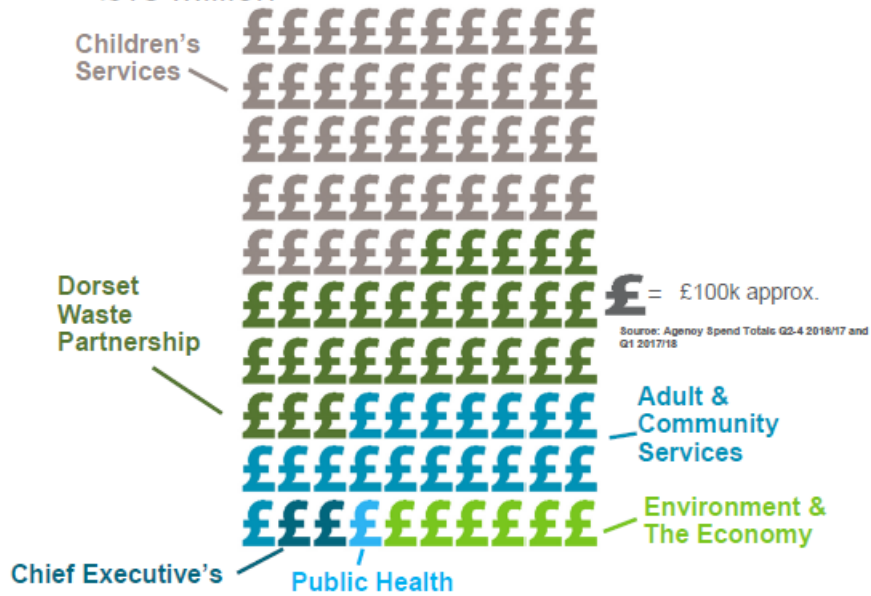 Children's
Services
££££££££££
££££££££££
££££££££££
££££££££££
££££££££££
Dorset
Waste
Partnership
££££££££££
££££££££££
££££££££££
££££££££££
££££££££££
£ = £100k approx.
Source: Agency Spend Totals Q2-4 2016/17 and
Q1 2017/18
Adult &
Community
Services
Environment &
The Economy
Chief Executive's
Public Health